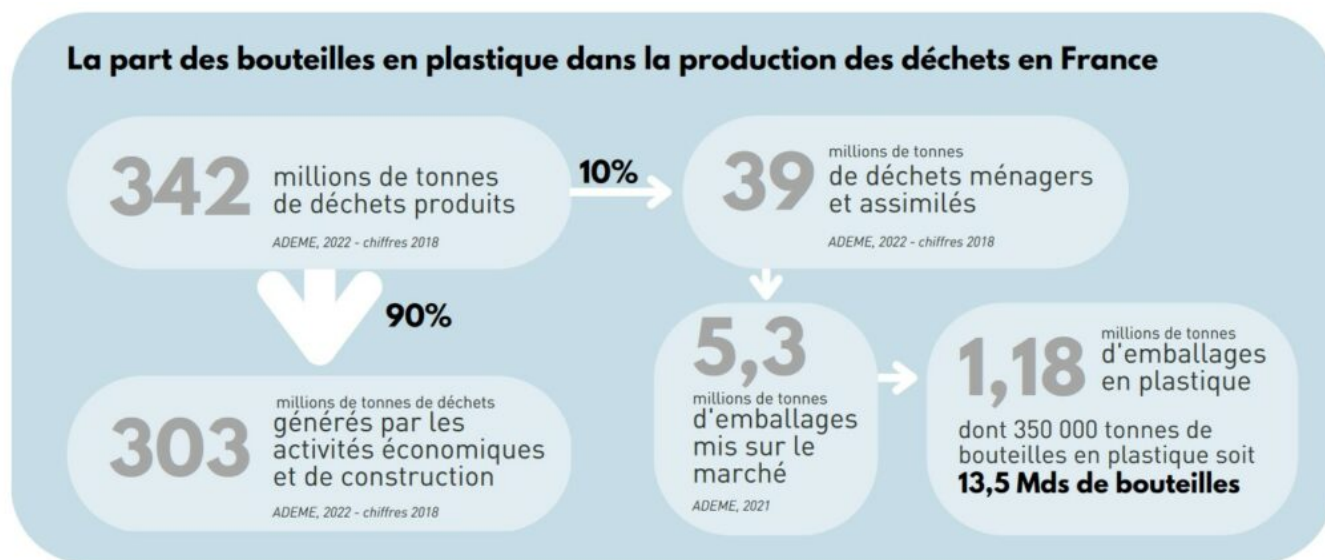 La part des bouteilles en plastique dans la production des déchets en France
342
millions de tonnes
de déchets produits
ADEME, 2022 - chiffres 2018
10%
39
millions de tonnes
de déchets ménagers
et assimilés
ADEME, 2022 - chiffres 2018
90%
303
millions de tonnes de déchets
générés par les
activités économiques
et de construction
ADEME, 2022 - chiffres 2018
5,3
millions de tonnes
d'emballages
mis sur le
marché
ADEME, 2021
1,18
millions de tonnes
d'emballages
en plastique
dont 350 000 tonnes de
bouteilles en plastique soit
13,5 Mds de bouteilles